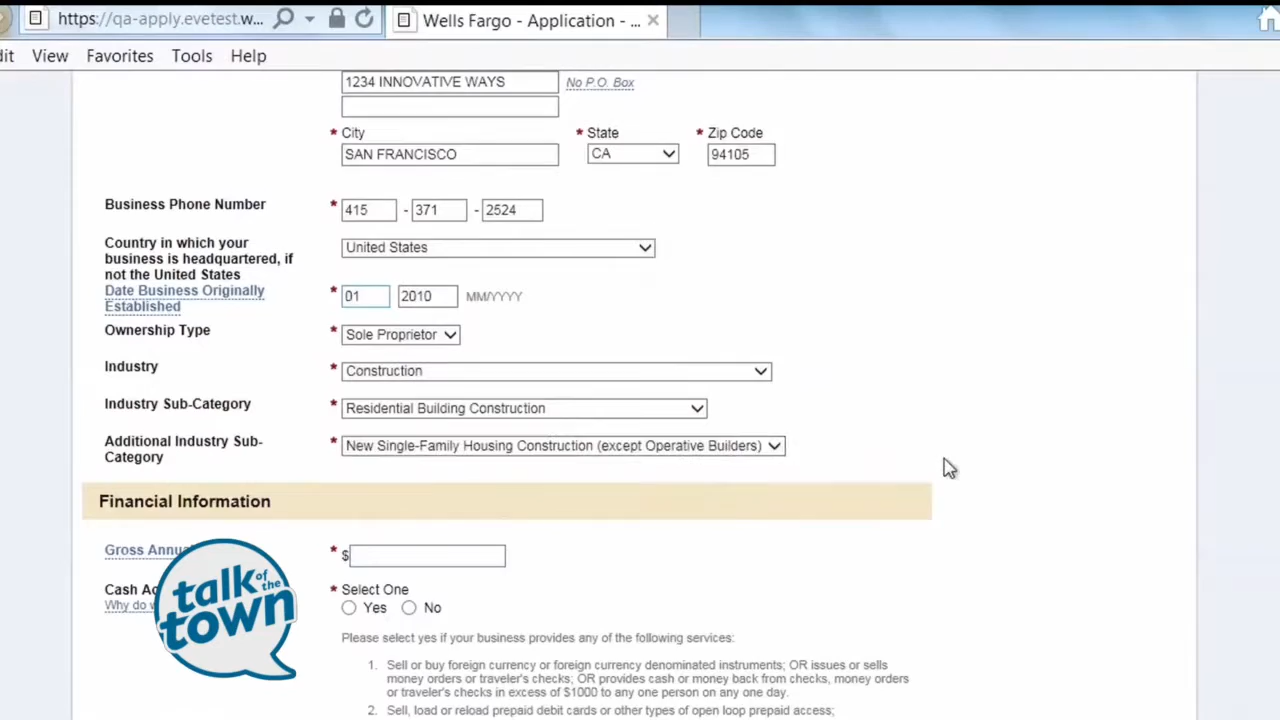 https://qa-apply.evetest.w...
Wells Fargo - Application - ...
dit View Favorites Tools Help
1234 INNOVATIVE WAYS No P.O. Box
* City * State * Zip Code
SAN FRANCISCO CA 94105
Business Phone Number * 415 - 371 - 2524
Country in which your
business is headquartered, if
not the United States
United States
Date Business Originally
Established
* 01 2010 MM/YYYY
Ownership Type * Sole Proprietor
Industry * Construction
Industry Sub-Category * Residential Building Construction
Additional Industry Sub-
Category
* New Single-Family Housing Construction (except Operative Builders)
Financial Information
Gross Annu * $
Cash Ac * Select One
Why do w Yes No
talk of the town
Please select yes if your business provides any of the following services:
1. Sell or buy foreign currency or foreign currency denominated instruments; OR issues or sells
money orders or traveler's checks; OR provides cash or money back from checks, money orders
or traveler's checks in excess of $1000 to any one person on any one day.
2. Sell, load or reload prepaid debit cards or other types of open loop prepaid access;